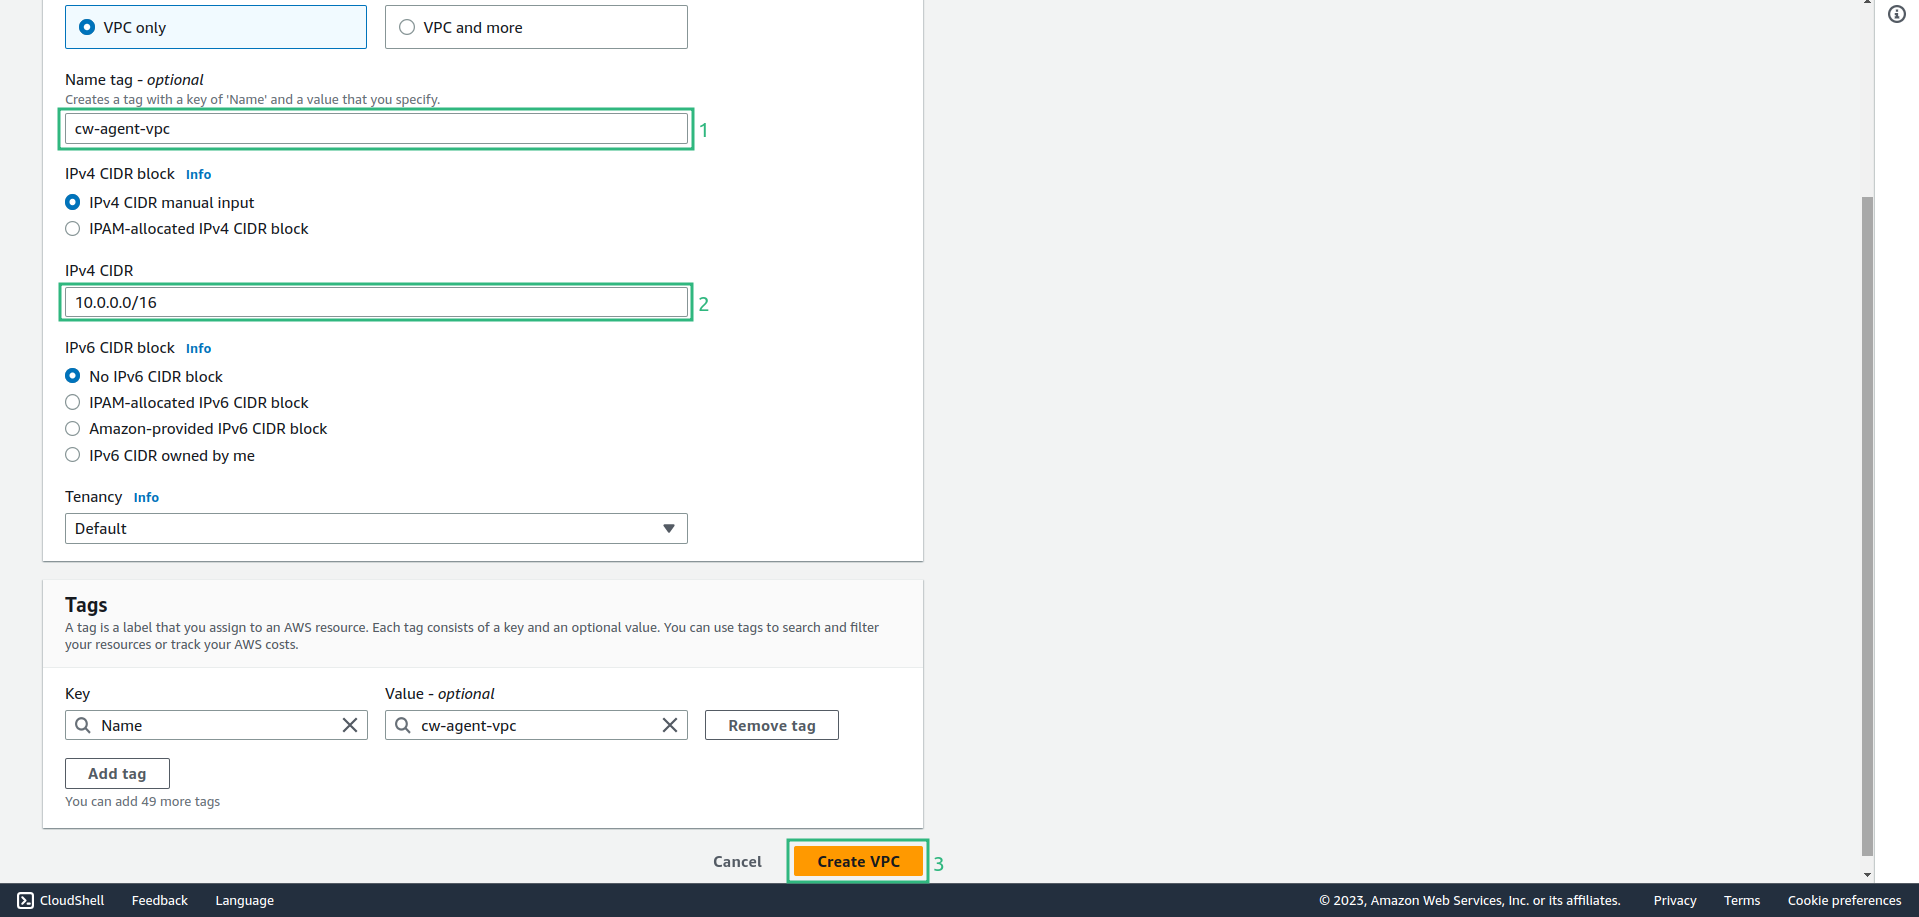 VPC only
VPC and more
Name tag - optional
Creates a tag with a key of 'Name' and a value that you specify.
cw-agent-vpc
1
IPv4 CIDR block Info
IPv4 CIDR manual input
IPAM-allocated IPv4 CIDR block
IPv4 CIDR
10.0.0.0/16
2
IPv6 CIDR block Info
No IPv6 CIDR block
IPAM-allocated IPv6 CIDR block
Amazon-provided IPv6 CIDR block
IPv6 CIDR owned by me
Tenancy Info
Default
Tags
A tag is a label that you assign to an AWS resource. Each tag consists of a key and an optional value. You can use tags to search and filter
your resources or track your AWS costs.
Key
Value - optional
Name
cw-agent-vpc
Remove tag
Add tag
You can add 49 more tags
Cancel
Create VPC
3
CloudShell
Feedback
Language
© 2023, Amazon Web Services, Inc. or its affiliates.
Privacy
Terms
Cookie preferences